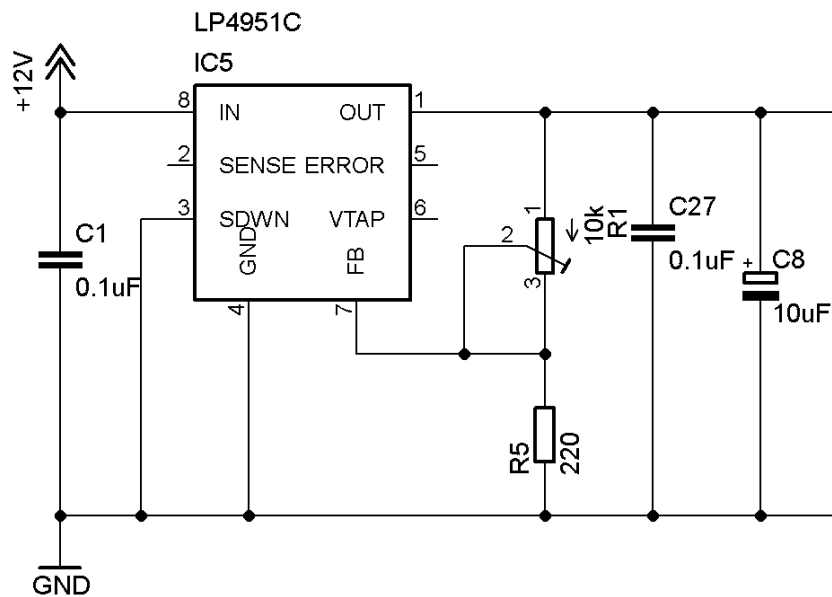 LP4951C
IC5
+12V
8
IN
OUT
1
2
SENSE
ERROR
5
3
SDWN
VTAP
6
GND
FB
4
7
C1
0.1uF
1
2
3
10k
R1
C27
0.1uF
+
C8
10uF
R5
220
GND